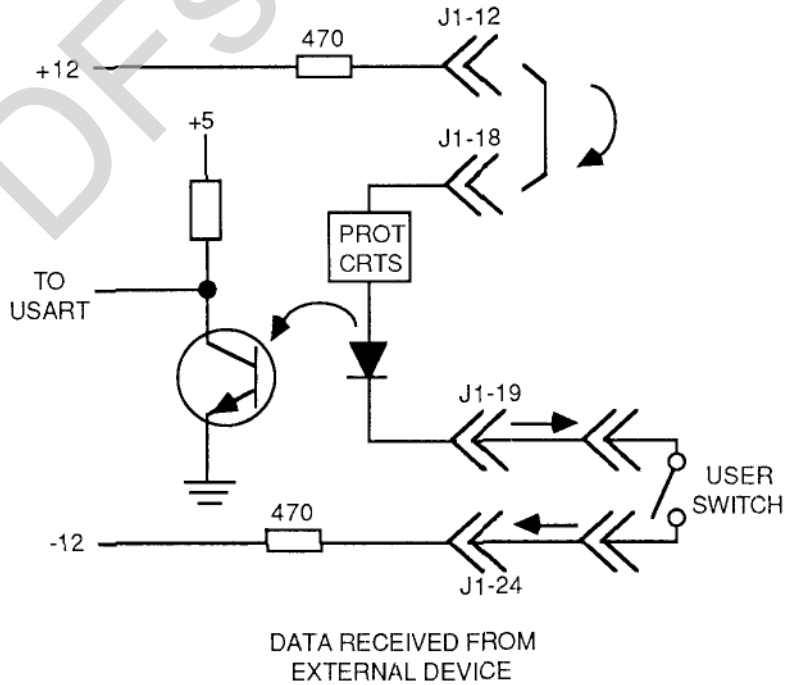 DFs
J1-12
470
+12
J1-18
+5
PROT
CRTS
TO
USART
J1-19
USER
SWITCH
470
-12
J1-24
DATA RECEIVED FROM
EXTERNAL DEVICE